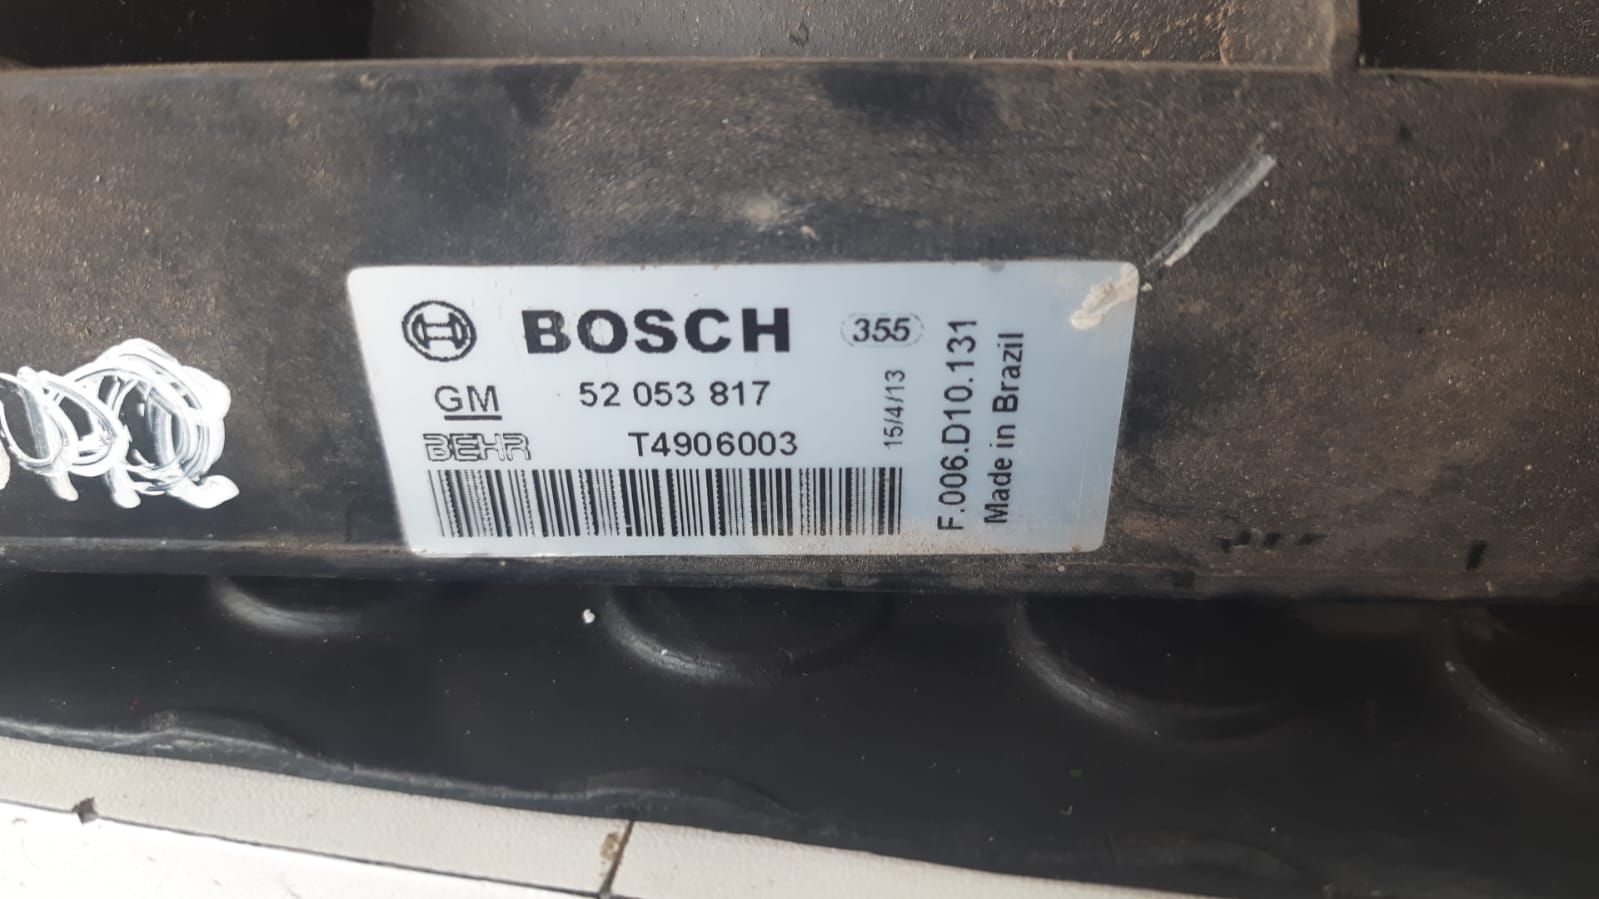 BOSCH 355
GM 52 053 817
BEHR T4906003
15/4/13
F.006.D10.131
Made in Brazil